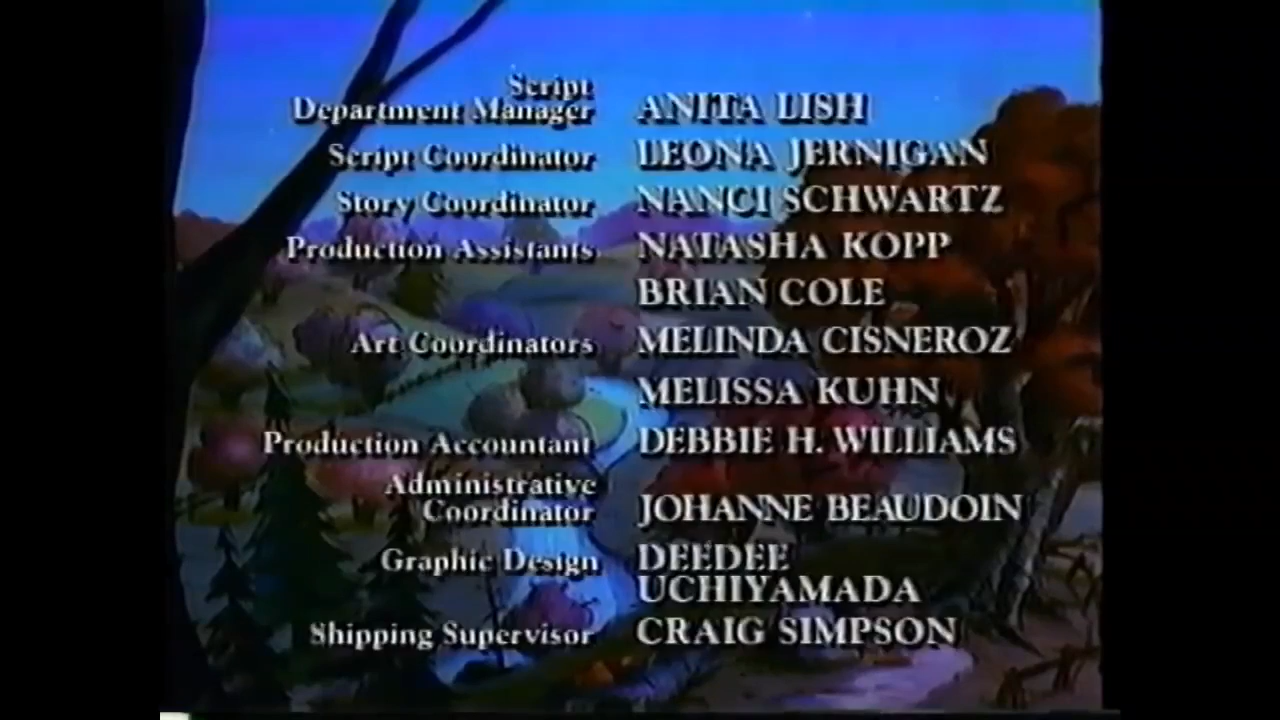 Script
Department Manager ANITA LISH
Script Coordinator LEONA JERNIGAN
Story Coordinator NANCI SCHWARTZ
Production Assistants NATASHA KOPP
BRIAN COLE
Art Coordinators MELINDA CISNEROZ
MELISSA KUHN
Production Accountant DEBBIE H. WILLIAMS
Administrative
Coordinator JOHANNE BEAUDOIN
Graphic Design DEEDEE
UCHIYAMADA
Shipping Supervisor CRAIG SIMPSON